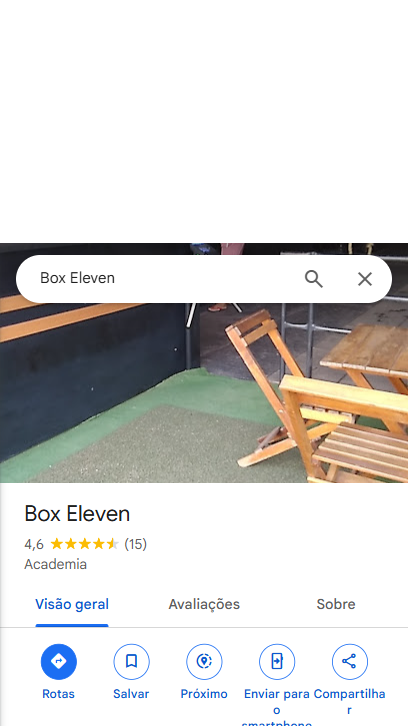 Box Eleven
Box Eleven
4,6 (15)
Academia
Visão geral Avaliações Sobre
Rotas Salvar Próximo Enviar para o smartphone Compartilhar